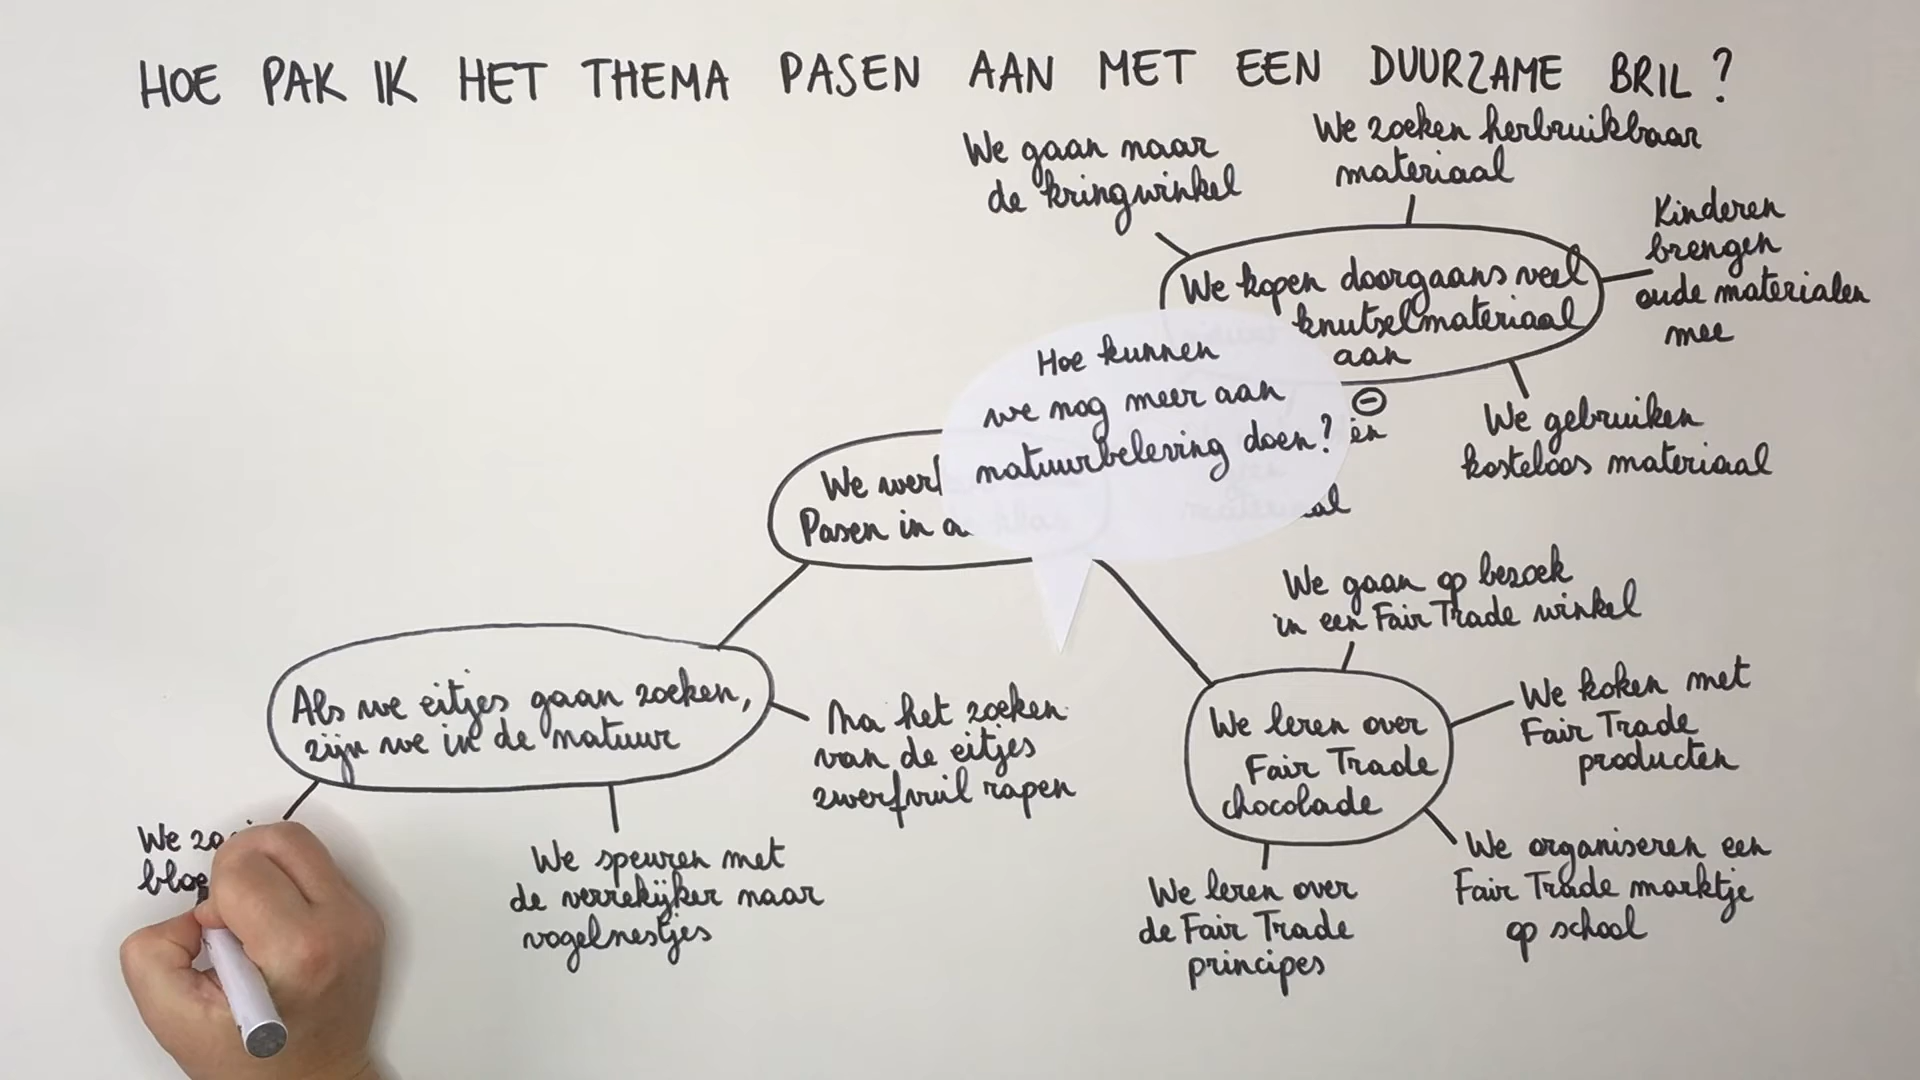 HOE PAK IK HET THEMA PASEN AAN MET EEN DUURZAME BRIL?
We gaan naar
de kringwinkel
We zoeken herbruikbaar
materiaal
Kinderen
brengen
oude materialen
mee
We kopen doorgaans veel
knutselmateriaal
aan
We gebruiken
kosteloos materiaal
Hoe kunnen
we nog meer aan
natuurbeleving doen?
We
Pasen in
Als we eitjes gaan zoeken,
zijn we in de natuur
Na het zoeken
van de eitjes
zwerfvuil rapen
We speuren met
de verrekijker naar
vogelnestjes
We
We gaan op bezoek
in een Fair Trade winkel
We leren over
Fair Trade
chocolade
We koken met
Fair Trade
producten
We organiseren een
Fair Trade marktje
op school
We leren over
de Fair Trade
principes